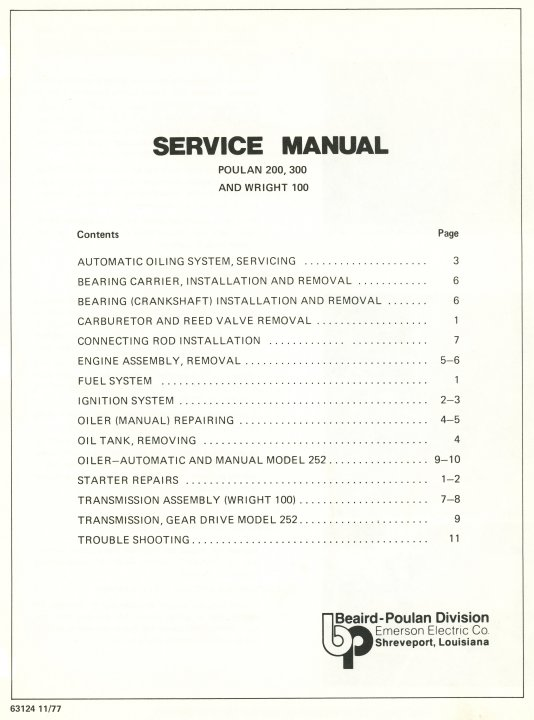 SERVICE MANUAL
POULAN 200, 300
AND WRIGHT 100
Contents Page
AUTOMATIC OILING SYSTEM, SERVICING ..................... 3
BEARING CARRIER, INSTALLATION AND REMOVAL ............ 6
BEARING (CRANKSHAFT) INSTALLATION AND REMOVAL ....... 6
CARBURETOR AND REED VALVE REMOVAL ................... 1
CONNECTING ROD INSTALLATION ............ ............. 7
ENGINE ASSEMBLY, REMOVAL ............................... 5–6
FUEL SYSTEM ............................................. 1
IGNITION SYSTEM .......................................... 2–3
OILER (MANUAL) REPAIRING ................................ 4–5
OIL TANK, REMOVING ...................................... 4
OILER–AUTOMATIC AND MANUAL MODEL 252 ................. 9–10
STARTER REPAIRS ......................................... 1–2
TRANSMISSION ASSEMBLY (WRIGHT 100) ...................... 7–8
TRANSMISSION, GEAR DRIVE MODEL 252 ...................... 9
TROUBLE SHOOTING ........................................ 11
bp
Beaird-Poulan Division
Emerson Electric Co.
Shreveport, Louisiana
63124 11/77